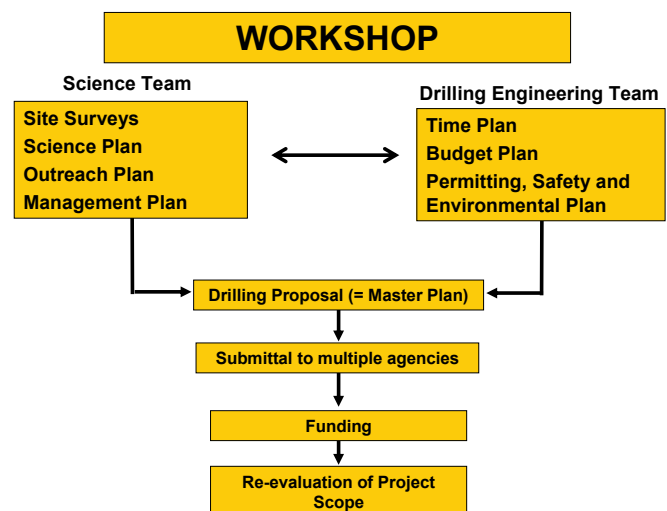 WORKSHOP
Science Team
Site Surveys
Science Plan
Outreach Plan
Management Plan
Drilling Engineering Team
Time Plan
Budget Plan
Permitting, Safety and
Environmental Plan
Drilling Proposal (= Master Plan)
Submittal to multiple agencies
Funding
Re-evaluation of Project
Scope